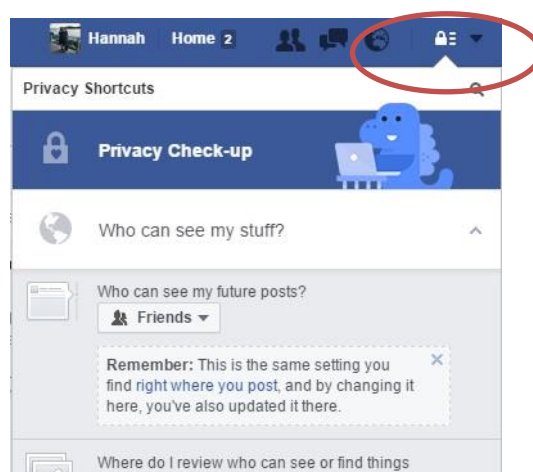 Hannah Home 2
Privacy Shortcuts
Privacy Check-up
Who can see my stuff?
Who can see my future posts?
Friends
Remember: This is the same setting you
find right where you post, and by changing it
here, you've also updated it there.
Where do I review who can see or find things